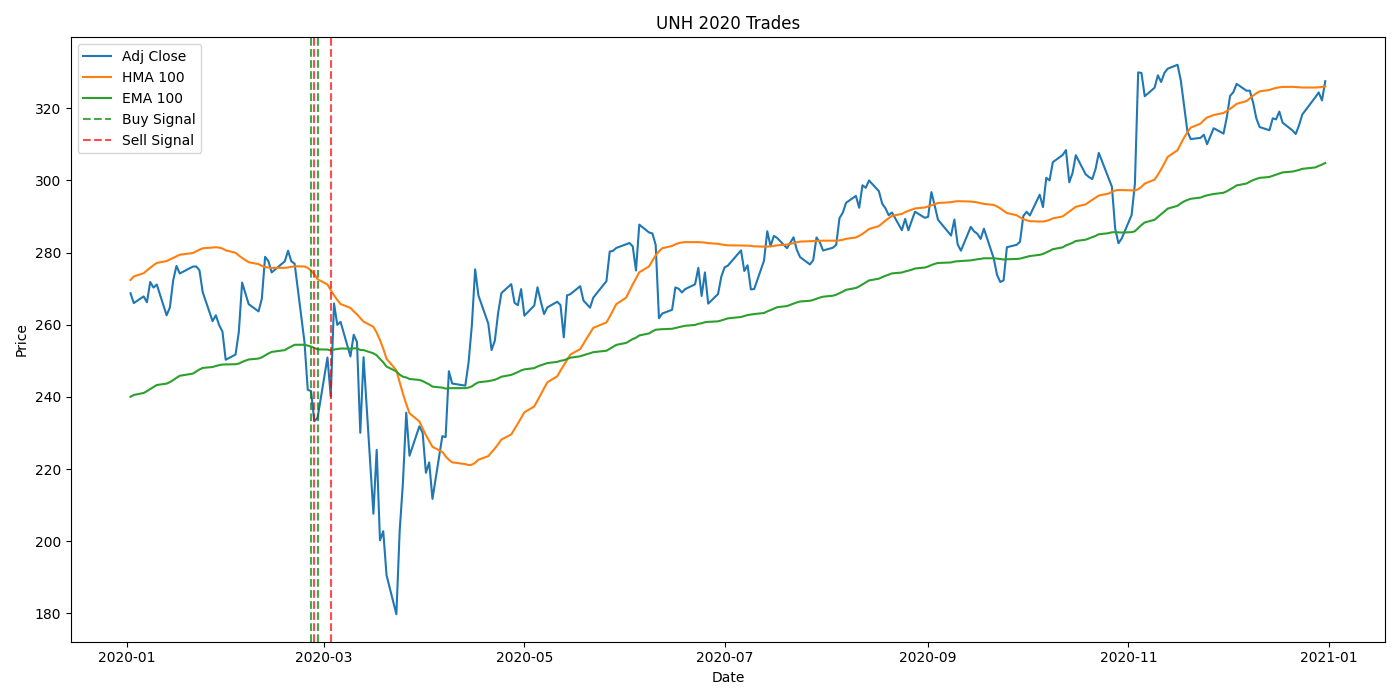 UNH 2020 Trades
Adj Close
HMA 100
EMA 100
Buy Signal
Sell Signal
Price
320
300
280
260
240
220
200
180
2020-01
2020-03
2020-05
2020-07
2020-09
2020-11
2021-01
Date